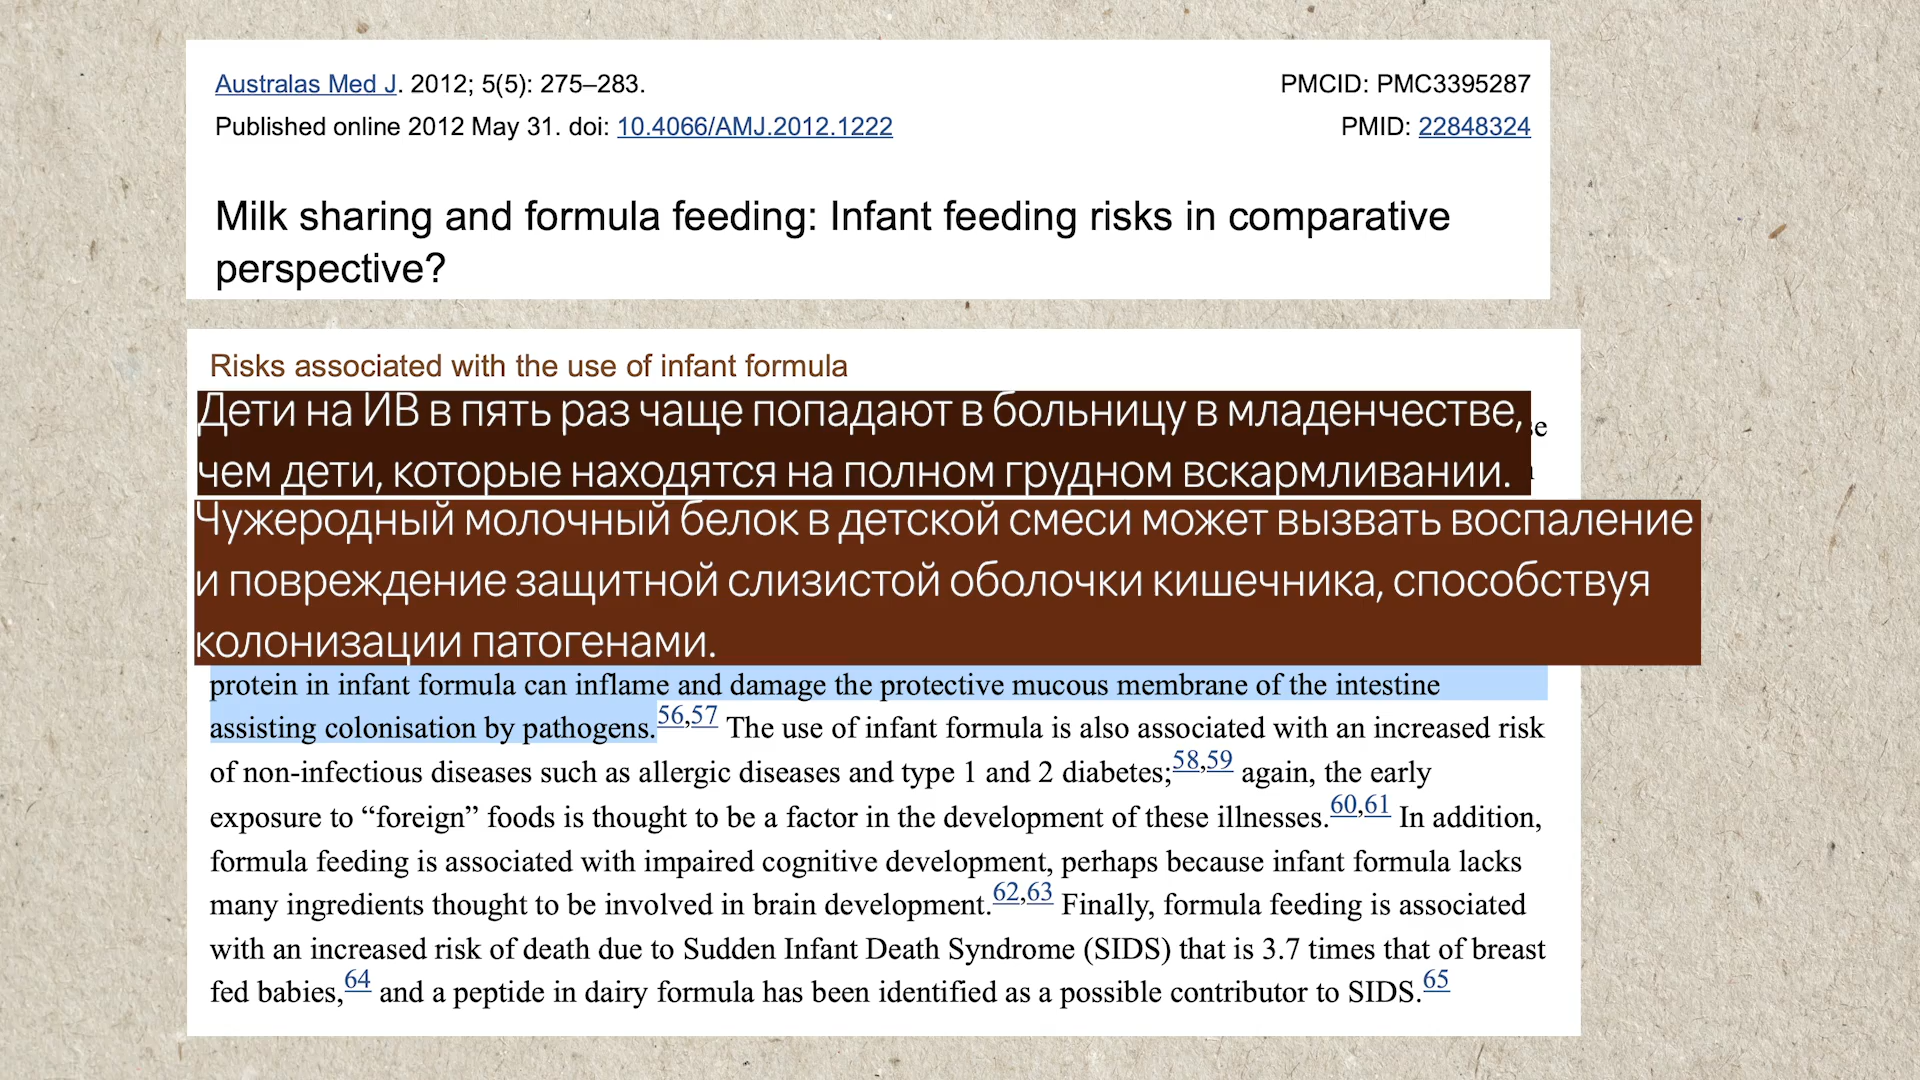 Australas Med J. 2012; 5(5): 275–283.
PMCID: PMC3395287
Published online 2012 May 31. doi: 10.4066/AMJ.2012.1222
PMID: 22848324
Milk sharing and formula feeding: Infant feeding risks in comparative
perspective?
Risks associated with the use of infant formula
Дети на ИВ в пять раз чаще попадают в больницу в младенчестве,
чем дети, которые находятся на полном грудном вскармливании.
Чужеродный молочный белок в детской смеси может вызвать воспаление
и повреждение защитной слизистой оболочки кишечника, способствуя
колонизации патогенами.
protein in infant formula can inflame and damage the protective mucous membrane of the intestine
assisting colonisation by pathogens.56,57 The use of infant formula is also associated with an increased risk
of non-infectious diseases such as allergic diseases and type 1 and 2 diabetes;58,59 again, the early
exposure to “foreign” foods is thought to be a factor in the development of these illnesses.60,61 In addition,
formula feeding is associated with impaired cognitive development, perhaps because infant formula lacks
many ingredients thought to be involved in brain development.62,63 Finally, formula feeding is associated
with an increased risk of death due to Sudden Infant Death Syndrome (SIDS) that is 3.7 times that of breast
fed babies,64 and a peptide in dairy formula has been identified as a possible contributor to SIDS.65